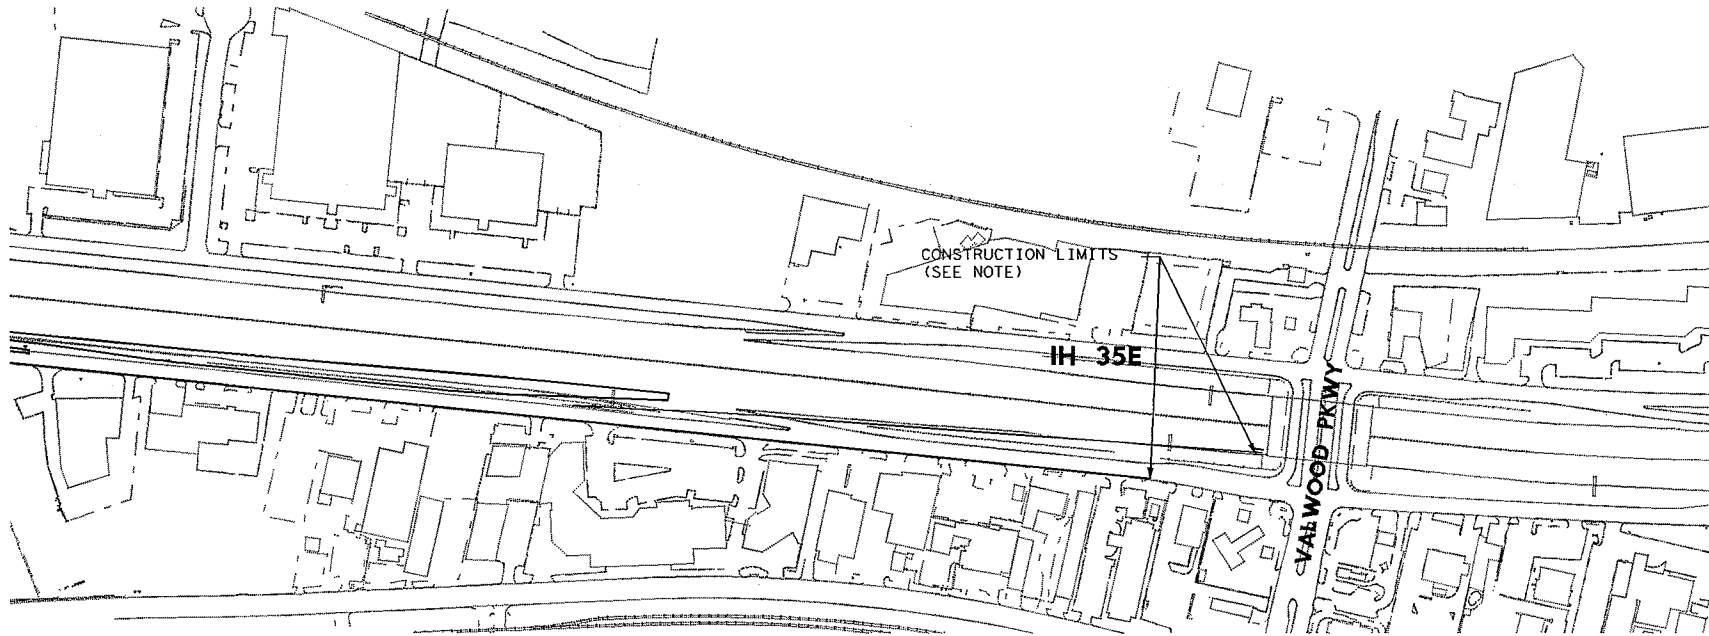 CONSTRUCTION LIMITS
(SEE NOTE)
IH 35E
VALWOOD PKWY